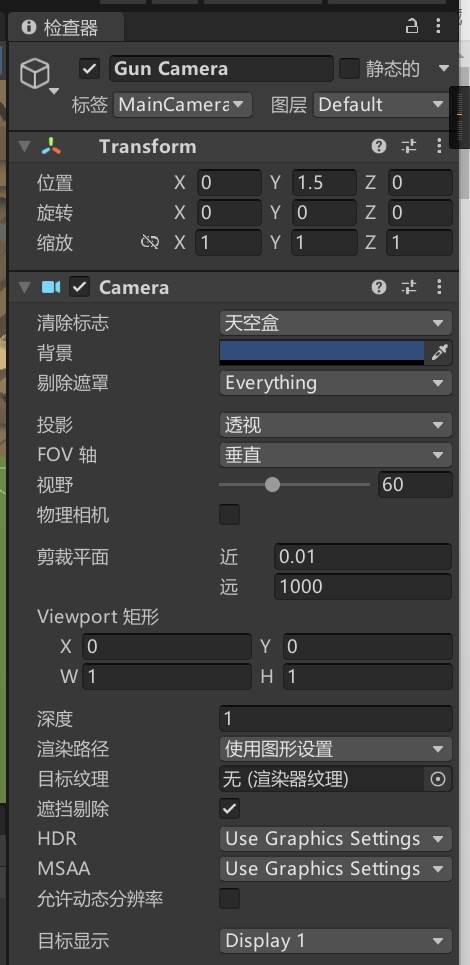 检查器
Gun Camera 静态的
标签 MainCamera 图层 Default
Transform
位置 X 0 Y 1.5 Z 0
旋转 X 0 Y 0 Z 0
缩放 X 1 Y 1 Z 1
Camera
清除标志 天空盒
背景
剔除遮罩 Everything
投影 透视
FOV 轴 垂直
视野 60
物理相机
剪裁平面 近 0.01
远 1000
Viewport 矩形
X 0 Y 0
W 1 H 1
深度 1
渲染路径 使用图形设置
目标纹理 无 (渲染器纹理)
遮挡剔除
HDR Use Graphics Settings
MSAA Use Graphics Settings
允许动态分辨率
目标显示 Display 1